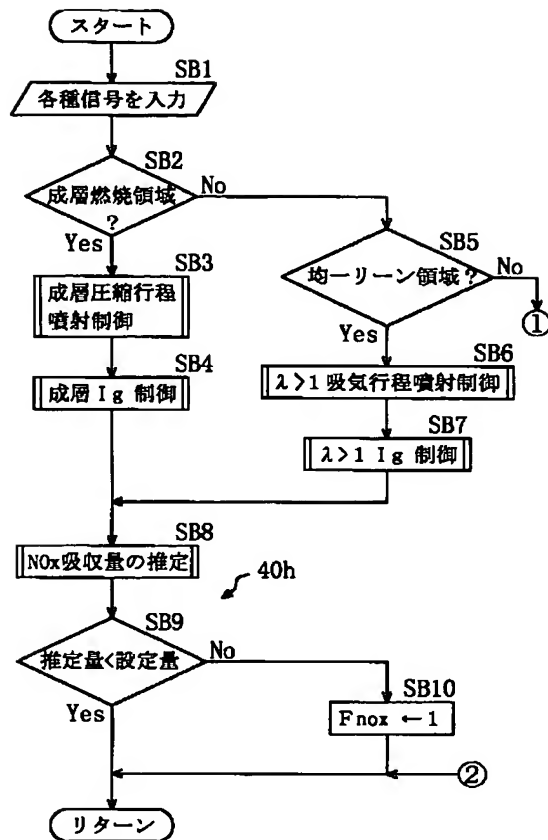 スタート
SB1
各種信号を入力
SB2
成層燃焼領域
?
No
Yes
SB5
均一リーン領域?
No
①
Yes
SB3
成層圧縮行程
噴射制御
SB4
成層 Ig 制御
SB6
λ>1 吸気行程噴射制御
SB7
λ>1 Ig 制御
SB8
NOx吸収量の推定
40h
SB9
推定量<設定量
No
Yes
SB10
Fnox ←1
②
リターン